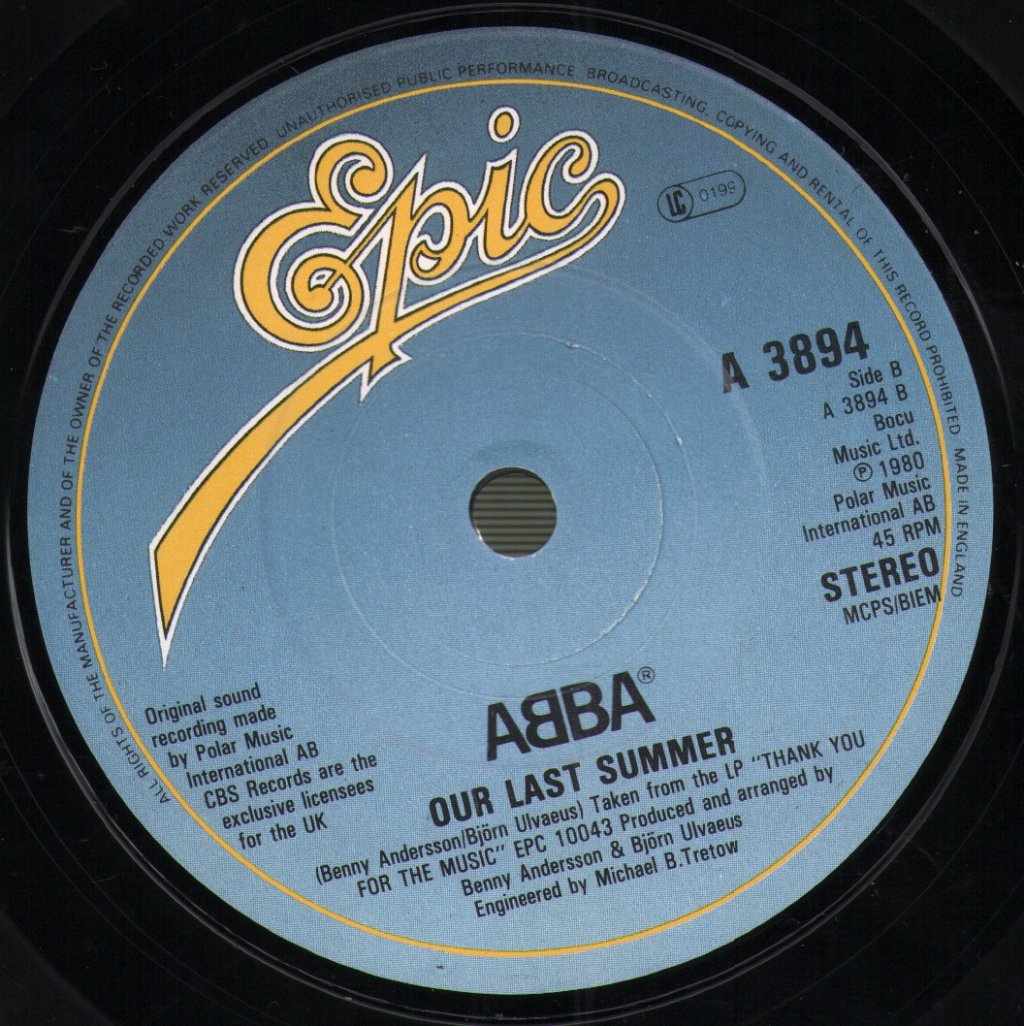 ALL RIGHTS OF THE MANUFACTURER AND OF THE OWNER OF THE RECORDED WORK RESERVED. UNAUTHORISED PUBLIC PERFORMANCE. BROADCASTING, COPYING AND RENTAL OF THIS RECORD PROHIBITED. MADE IN ENGLAND
Epic
LC 0199
A 3894
Side B
A 3894 B
Bocu
Music Ltd.
℗ 1980
Polar Music
International AB
45 RPM
STEREO
MCPS/BIEM
Original sound
recording made
by Polar Music
International AB
CBS Records are the
exclusive licensees
for the UK
ABBA®
OUR LAST SUMMER
(Benny Andersson/Björn Ulvaeus) Taken from the LP "THANK YOU
FOR THE MUSIC" EPC 10043 Produced and arranged by
Benny Andersson & Björn Ulvaeus
Engineered by Michael B.Tretow